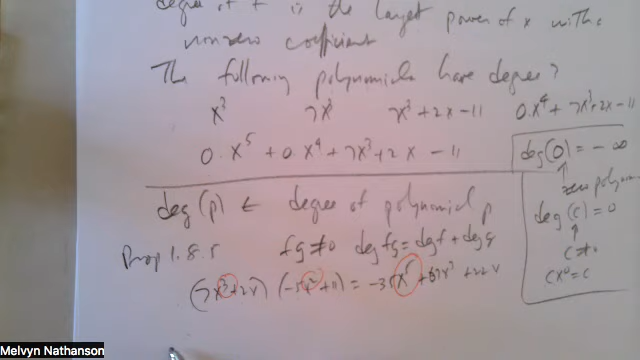 degree of f is the largest power of x with a
nonzero coefficient
The following polynomials have degree 3
x³ 7x³ 7x³ + 2x - 11 0.x⁴ + 7x³ + 2x - 11
0.x⁵ + 0.x⁴ + 7x³ + 2x - 11
deg(0) = -∞
zero polynom
deg(p) ← degree of polynomial p
deg(c) = 0
c ≠ 0
cx⁰ = c
Prop 1.8.5 fg ≠ 0 deg fg = deg f + deg g
(7x³ + 2x) (-5x² + 11) = -35x⁵ + 67x³ + 22x
Melvyn Nathanson